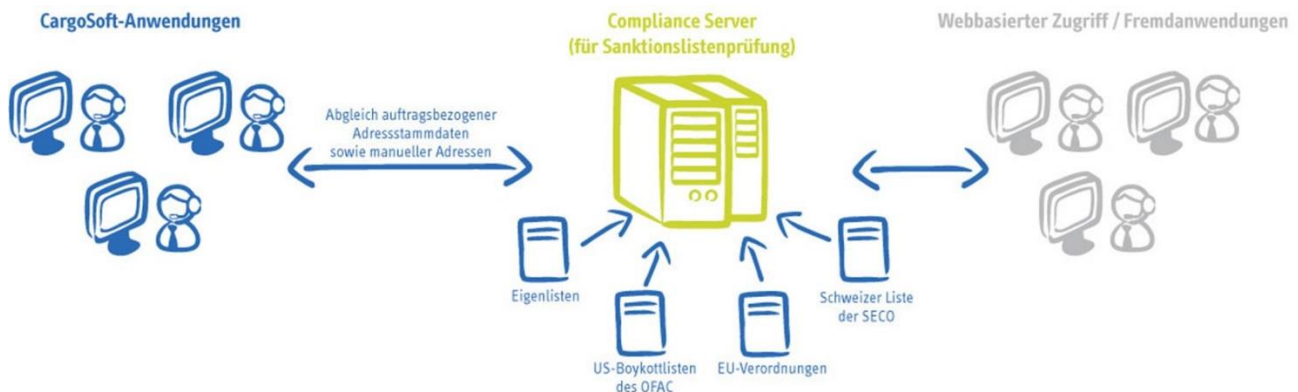 CargoSoft-Anwendungen
Compliance Server
(für Sanktionslistenprüfung)
Webbasierter Zugriff / Fremdanwendungen
Abgleich auftragsbezogener
Adressstammdaten
sowie manueller Adressen
Eigenlisten
US-Boykottlisten
des OFAC
EU-Verordnungen
Schweizer Liste
der SECO